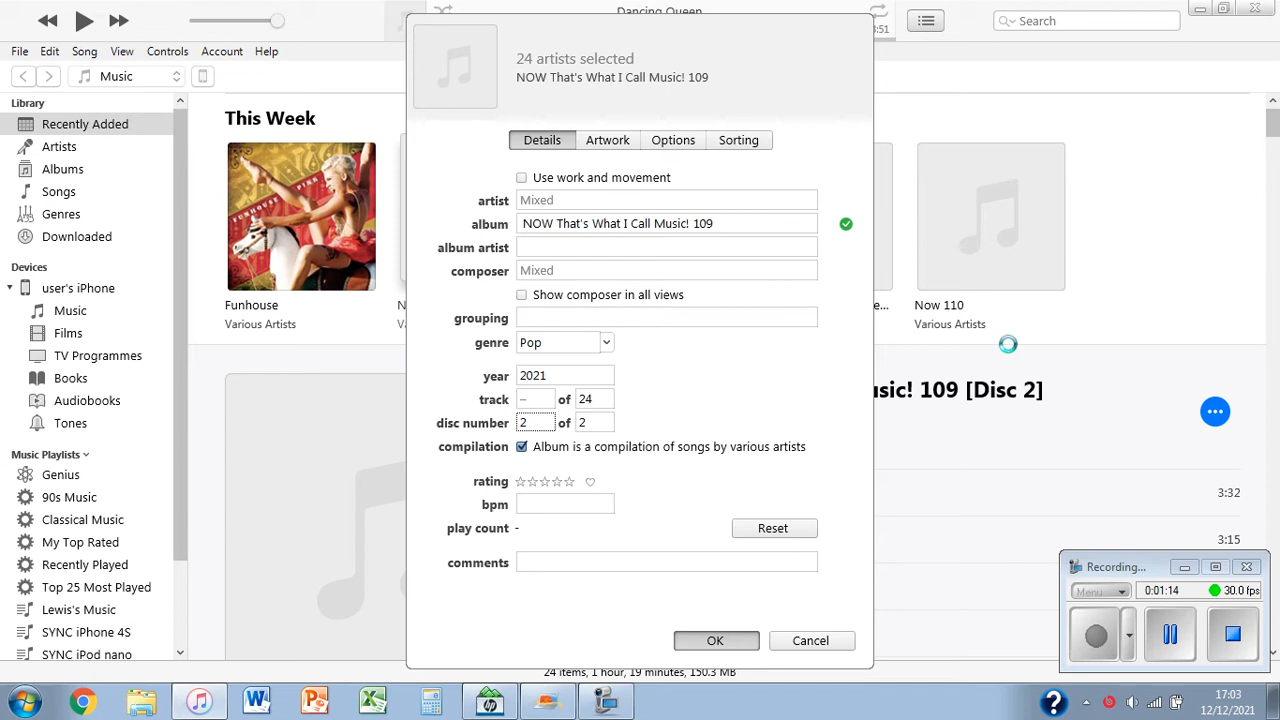 Dancing Queen
:51
Search
File Edit Song View Controls Account Help
Music
Library
Recently Added
Artists
Albums
Songs
Genres
Downloaded
Devices
user's iPhone
Music
Films
TV Programmes
Books
Audiobooks
Tones
Music Playlists
Genius
90s Music
Classical Music
My Top Rated
Recently Played
Top 25 Most Played
Lewis's Music
SYNC iPhone 4S
SYNC iPod nano
This Week
FUNHOUSE
P!NK
Funhouse
Various Artists
N
Va
e...
Now 110
Various Artists
usic! 109 [Disc 2]
3:32
3:15
24 artists selected
NOW That's What I Call Music! 109
Details Artwork Options Sorting
Use work and movement
artist Mixed
album NOW That's What I Call Music! 109
album artist
composer Mixed
Show composer in all views
grouping
genre Pop
year 2021
track – of 24
disc number 2 of 2
compilation Album is a compilation of songs by various artists
rating
bpm
play count - Reset
comments
OK Cancel
24 items, 1 hour, 19 minutes, 150.3 MB
Recording...
Menu 0:01:14 30.0 fps
17:03
12/12/2021